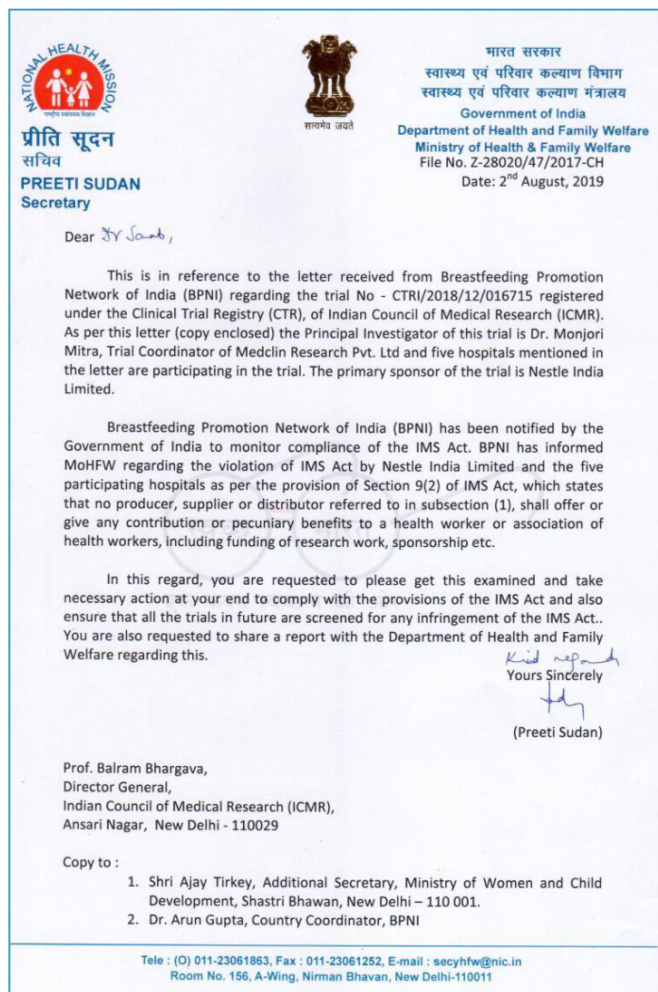 NATIONAL HEALTH MISSION
राष्ट्रीय स्वास्थ्य मिशन
प्रीति सूदन
सचिव
PREETI SUDAN
Secretary
सत्यमेव जयते
भारत सरकार
स्वास्थ्य एवं परिवार कल्याण विभाग
स्वास्थ्य एवं परिवार कल्याण मंत्रालय
Government of India
Department of Health and Family Welfare
Ministry of Health & Family Welfare
File No. Z-28020/47/2017-CH
Date: 2nd August, 2019
Dear Dr Saab,
This is in reference to the letter received from Breastfeeding Promotion
Network of India (BPNI) regarding the trial No - CTRI/2018/12/016715 registered
under the Clinical Trial Registry (CTR), of Indian Council of Medical Research (ICMR).
As per this letter (copy enclosed) the Principal Investigator of this trial is Dr. Monjori
Mitra, Trial Coordinator of Medclin Research Pvt. Ltd and five hospitals mentioned in
the letter are participating in the trial. The primary sponsor of the trial is Nestle India
Limited.
Breastfeeding Promotion Network of India (BPNI) has been notified by the
Government of India to monitor compliance of the IMS Act. BPNI has informed
MoHFW regarding the violation of IMS Act by Nestle India Limited and the five
participating hospitals as per the provision of Section 9(2) of IMS Act, which states
that no producer, supplier or distributor referred to in subsection (1), shall offer or
give any contribution or pecuniary benefits to a health worker or association of
health workers, including funding of research work, sponsorship etc.
In this regard, you are requested to please get this examined and take
necessary action at your end to comply with the provisions of the IMS Act and also
ensure that all the trials in future are screened for any infringement of the IMS Act..
You are also requested to share a report with the Department of Health and Family
Welfare regarding this.
Kind regards
Yours Sincerely
(Preeti Sudan)
Prof. Balram Bhargava,
Director General,
Indian Council of Medical Research (ICMR),
Ansari Nagar, New Delhi - 110029
Copy to :
1. Shri Ajay Tirkey, Additional Secretary, Ministry of Women and Child
Development, Shastri Bhawan, New Delhi – 110 001.
2. Dr. Arun Gupta, Country Coordinator, BPNI
Tele : (O) 011-23061863, Fax : 011-23061252, E-mail : secyhfw@nic.in
Room No. 156, A-Wing, Nirman Bhavan, New Delhi-110011